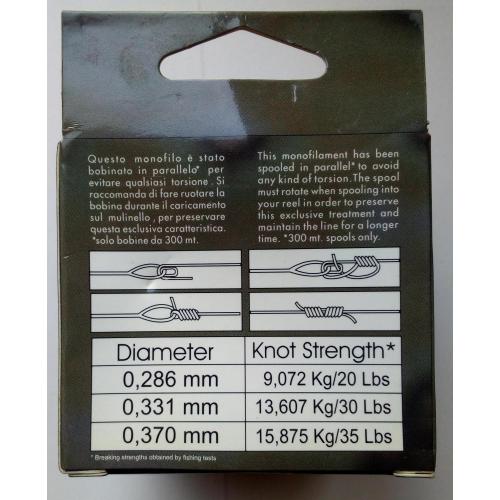 Questo monofilo è stato
bobinato in parallelo* per
evitare qualsiasi torsione . Si
raccomanda di fare ruotare la
bobina durante il caricamento
sul mulinello , per preservare
questa esclusiva caratteristica.
*solo bobine da 300 mt.
This monofilament has been
spooled in parallel* to avoid
any kind of torsion. The spool
must rotate when spooling into
your reel in order to preserve
this exclusive treatment and
maintain the line for a longer
time. *300 mt. spools only.
Diameter Knot Strength*
0,286 mm 9,072 Kg/20 Lbs
0,331 mm 13,607 Kg/30 Lbs
0,370 mm 15,875 Kg/35 Lbs
* Breaking strengths obtained by fishing tests